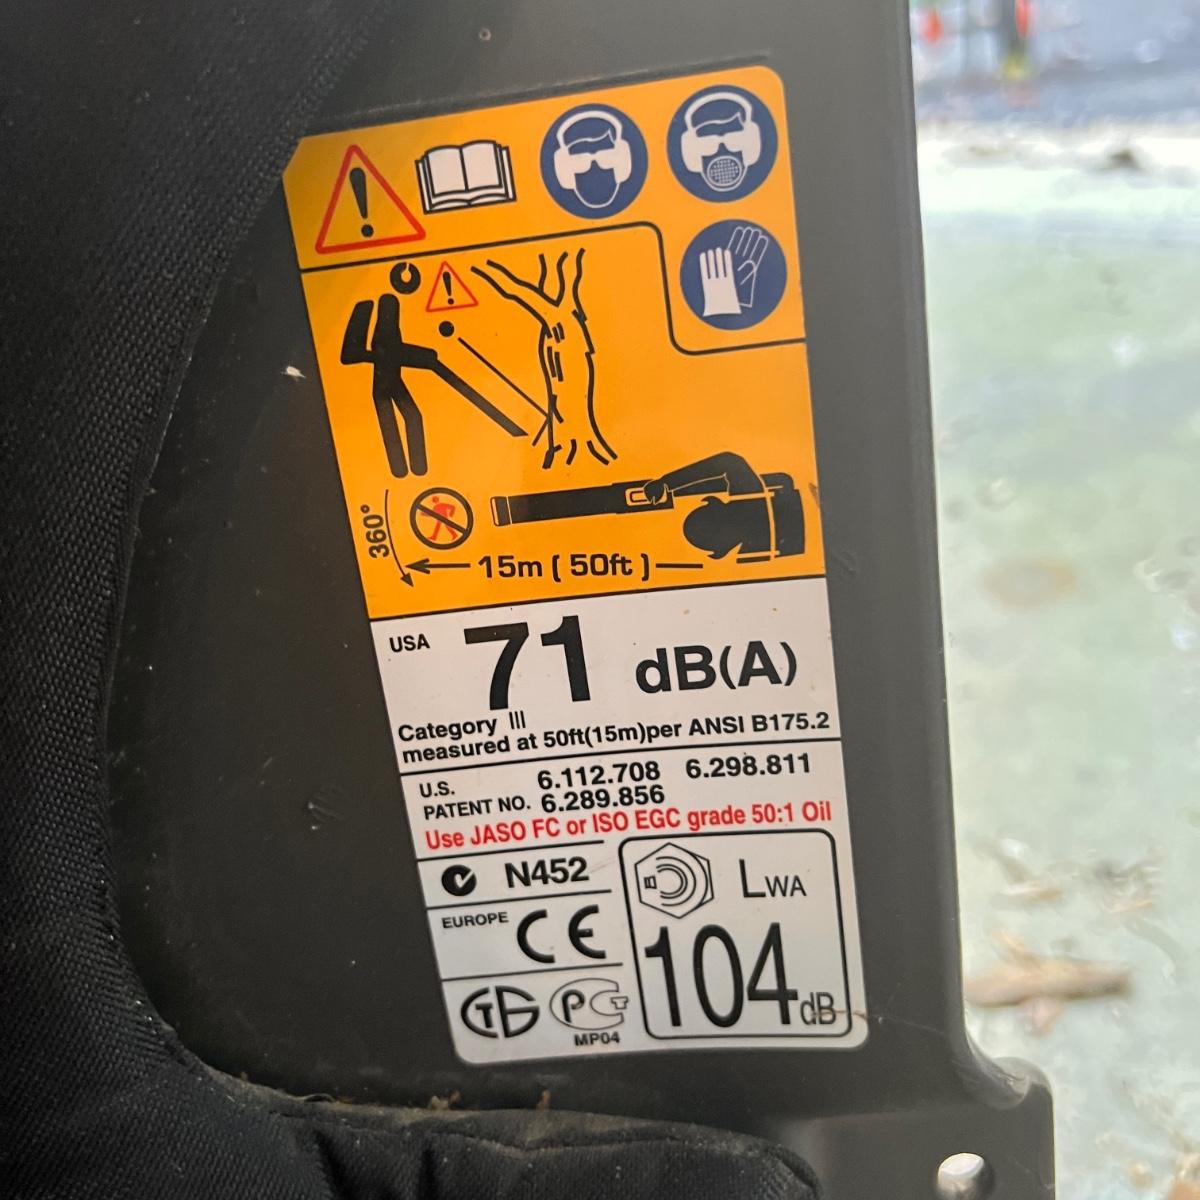 360°
15m ( 50ft )
USA 71 dB(A)
Category III
measured at 50ft(15m)per ANSI B175.2
U.S. 6.112.708 6.298.811
PATENT NO. 6.289.856
Use JASO FC or ISO EGC grade 50:1 Oil
N452
EUROPE CE
LWA
104dB
MP04